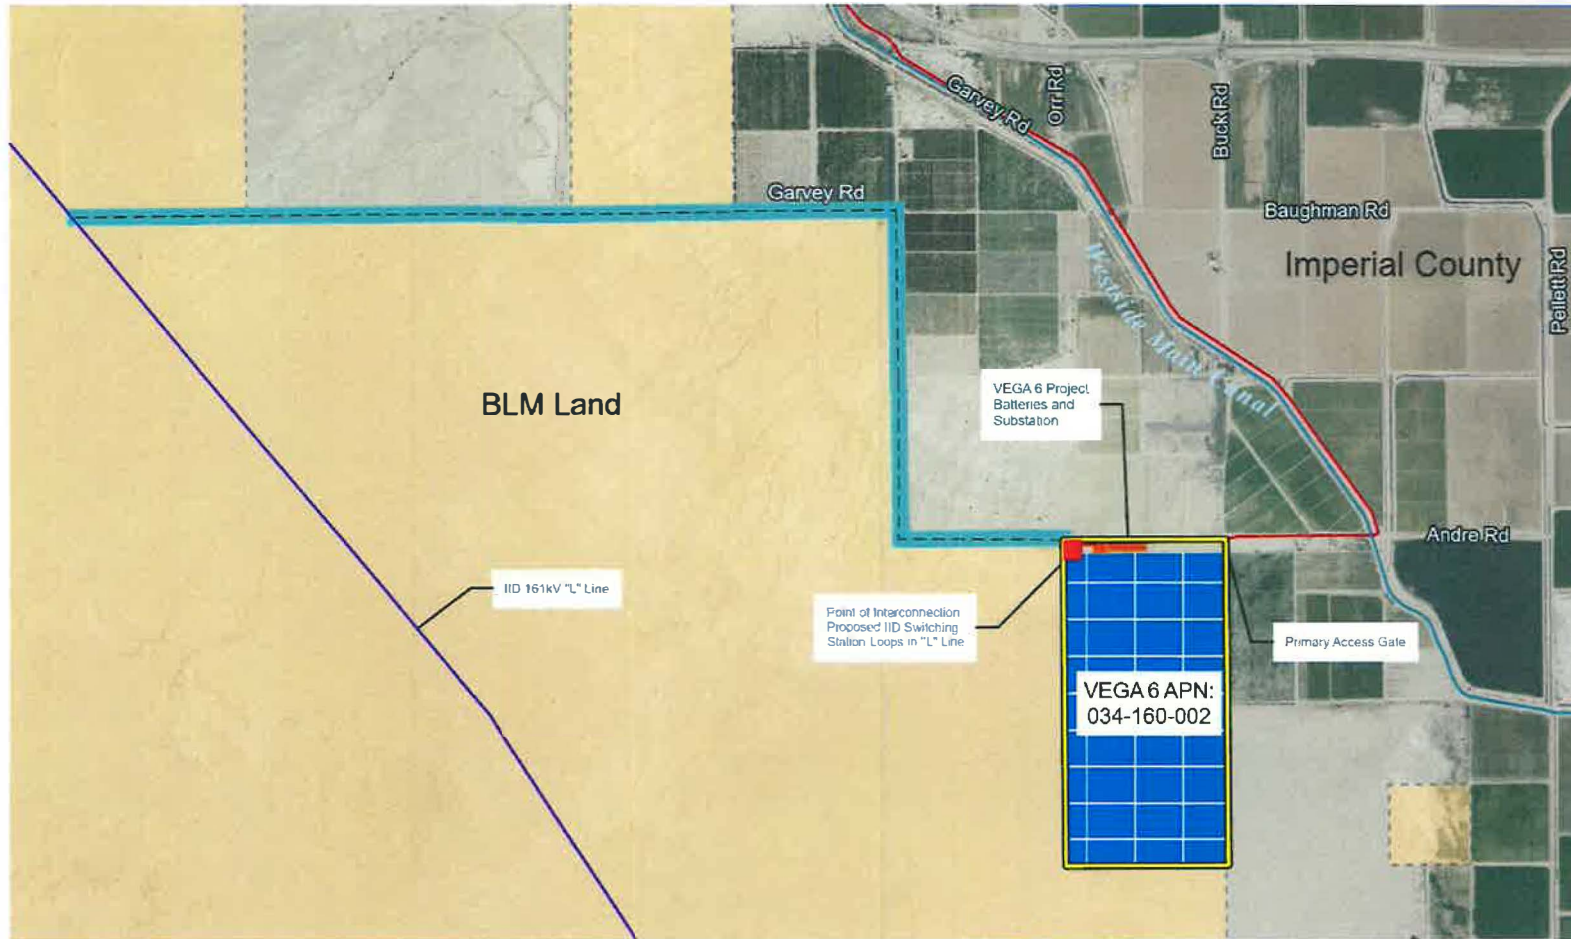 Garvey Rd
Orr Rd
Buck Rd
Garvey Rd
Baughman Rd
Imperial County
Pellett Rd
Westside Main Canal
BLM Land
VEGA 6 Project
Batteries and
Substation
Andre Rd
IID 161kV "L" Line
Point of Interconnection
Proposed IID Switching
Station Loops in "L" Line
Primary Access Gate
VEGA 6 APN:
034-160-002